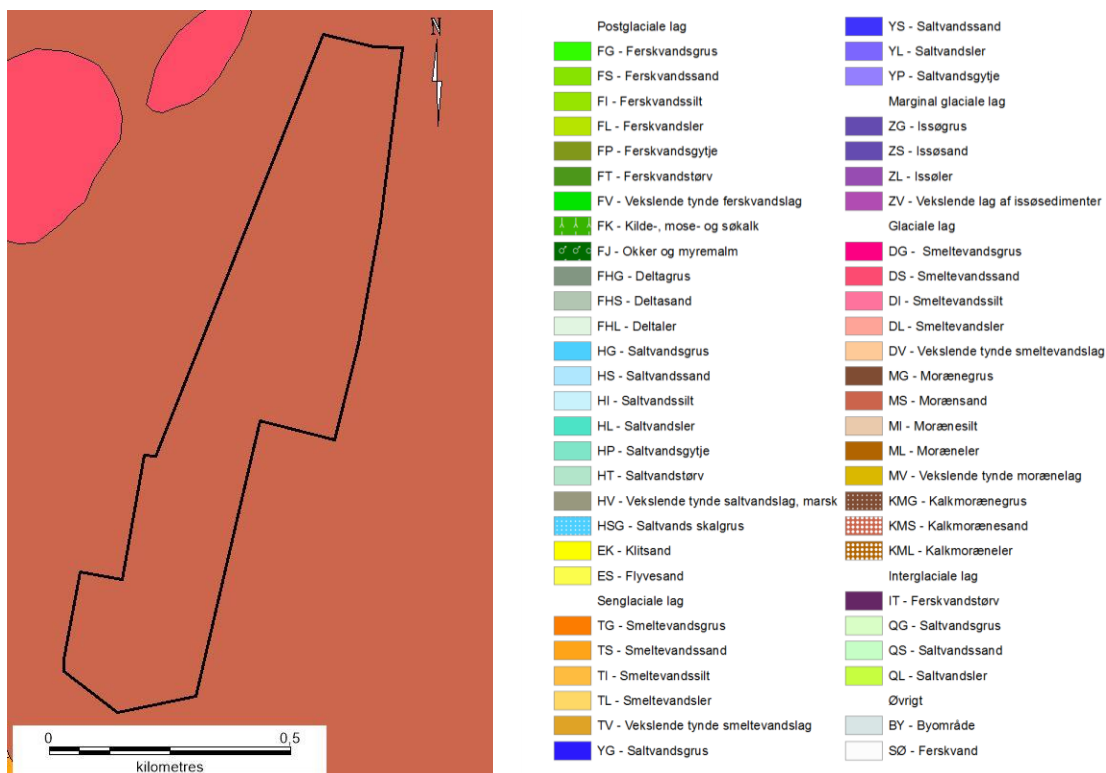 N
0
0.5
kilometres
Postglaciale lag
FG - Ferskvandsgrus
FS - Ferskvandssand
FI - Ferskvandssilt
FL - Ferskvandsler
FP - Ferskvandsgytje
FT - Ferskvandstørv
FV - Vekslende tynde ferskvandslag
FK - Kilde-, mose- og søkalk
FJ - Okker og myremalm
FHG - Deltagrus
FHS - Deltasand
FHL - Deltaler
HG - Saltvandsgrus
HS - Saltvandssand
HI - Saltvandssilt
HL - Saltvandsler
HP - Saltvandsgytje
HT - Saltvandstørv
HV - Vekslende tynde saltvandslag, marsk
HSG - Saltvands skalgrus
EK - Klitsand
ES - Flyvesand
Senglaciale lag
TG - Smeltevandsgrus
TS - Smeltevandssand
TI - Smeltevandssilt
TL - Smeltevandsler
TV - Vekslende tynde smeltevandslag
YG - Saltvandsgrus
YS - Saltvandssand
YL - Saltvandsler
YP - Saltvandsgytje
Marginal glaciale lag
ZG - Issøgrus
ZS - Issøsand
ZL - Issøler
ZV - Vekslende lag af issøsedimenter
Glaciale lag
DG - Smeltevandsgrus
DS - Smeltevandssand
DI - Smeltevandssilt
DL - Smeltevandsler
DV - Vekslende tynde smeltevandslag
MG - Morænegrus
MS - Morænsand
MI - Morænesilt
ML - Moræneler
MV - Vekslende tynde morænelag
KMG - Kalkmorænegrus
KMS - Kalkmorænesand
KML - Kalkmoræneler
Interglaciale lag
IT - Ferskvandstørv
QG - Saltvandsgrus
QS - Saltvandssand
QL - Saltvandsler
Øvrigt
BY - Byområde
SØ - Ferskvand